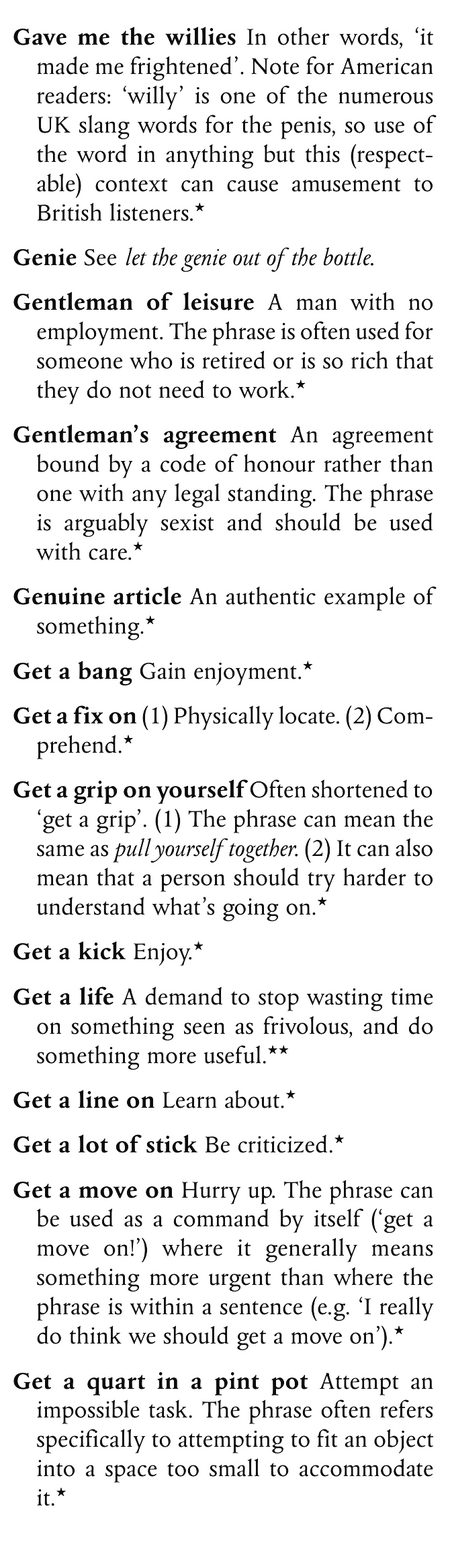 Gave me the willies In other words, ‘it
made me frightened’. Note for American
readers: ‘willy’ is one of the numerous
UK slang words for the penis, so use of
the word in anything but this (respect-
able) context can cause amusement to
British listeners.★
Genie See let the genie out of the bottle.
Gentleman of leisure A man with no
employment. The phrase is often used for
someone who is retired or is so rich that
they do not need to work.★
Gentleman’s agreement An agreement
bound by a code of honour rather than
one with any legal standing. The phrase
is arguably sexist and should be used
with care.★
Genuine article An authentic example of
something.★
Get a bang Gain enjoyment.★
Get a fix on (1) Physically locate. (2) Com-
prehend.★
Get a grip on yourself Often shortened to
‘get a grip’. (1) The phrase can mean the
same as pull yourself together. (2) It can also
mean that a person should try harder to
understand what’s going on.★
Get a kick Enjoy.★
Get a life A demand to stop wasting time
on something seen as frivolous, and do
something more useful.★★
Get a line on Learn about.★
Get a lot of stick Be criticized.★
Get a move on Hurry up. The phrase can
be used as a command by itself (‘get a
move on!’) where it generally means
something more urgent than where the
phrase is within a sentence (e.g. ‘I really
do think we should get a move on’).★
Get a quart in a pint pot Attempt an
impossible task. The phrase often refers
specifically to attempting to fit an object
into a space too small to accommodate
it.★